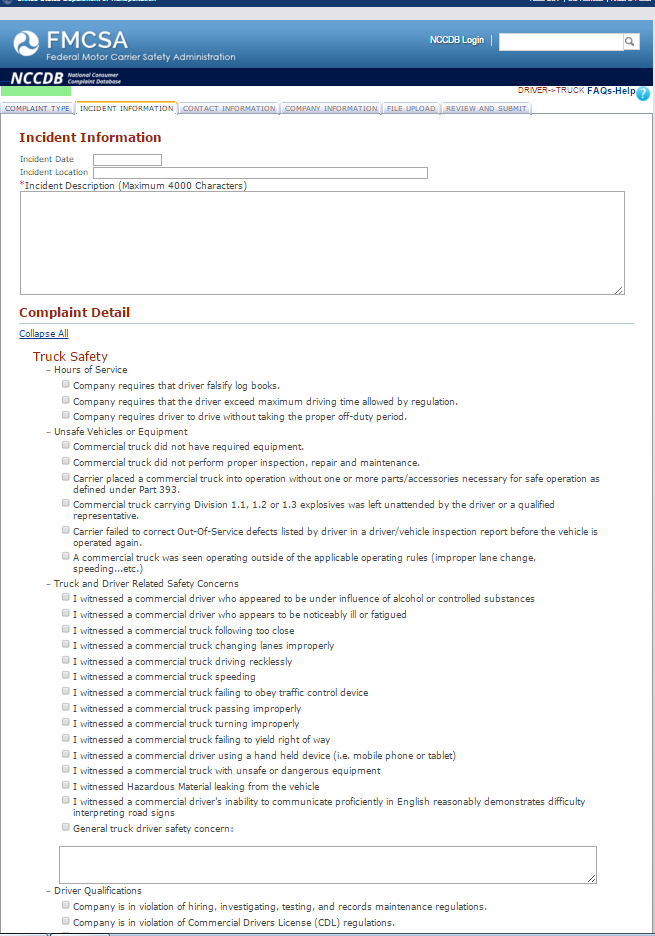 United States Department of Transportation
FMCSA
Federal Motor Carrier Safety Administration
NCCDB Login |
NCCDB National Consumer
Complaint Database
DRIVER->TRUCK FAQs-Help ?
COMPLAINT TYPE INCIDENT INFORMATION CONTACT INFORMATION COMPANY INFORMATION FILE UPLOAD REVIEW AND SUBMIT
Incident Information
Incident Date
Incident Location
*Incident Description (Maximum 4000 Characters)
Complaint Detail
Collapse All
Truck Safety
– Hours of Service
Company requires that driver falsify log books.
Company requires that the driver exceed maximum driving time allowed by regulation.
Company requires driver to drive without taking the proper off-duty period.
– Unsafe Vehicles or Equipment
Commercial truck did not have required equipment.
Commercial truck did not perform proper inspection, repair and maintenance.
Carrier placed a commercial truck into operation without one or more parts/accessories necessary for safe operation as
defined under Part 393.
Commercial truck carrying Division 1.1, 1.2 or 1.3 explosives was left unattended by the driver or a qualified
representative.
Carrier failed to correct Out-Of-Service defects listed by driver in a driver/vehicle inspection report before the vehicle is
operated again.
A commercial truck was seen operating outside of the applicable operating rules (improper lane change,
speeding...etc.)
– Truck and Driver Related Safety Concerns
I witnessed a commercial driver who appeared to be under influence of alcohol or controlled substances
I witnessed a commercial driver who appears to be noticeably ill or fatigued
I witnessed a commercial truck following too close
I witnessed a commercial truck changing lanes improperly
I witnessed a commercial truck driving recklessly
I witnessed a commercial truck speeding
I witnessed a commercial truck failing to obey traffic control device
I witnessed a commercial truck passing improperly
I witnessed a commercial truck turning improperly
I witnessed a commercial truck failing to yield right of way
I witnessed a commercial driver using a hand held device (i.e. mobile phone or tablet)
I witnessed a commercial truck with unsafe or dangerous equipment
I witnessed Hazardous Material leaking from the vehicle
I witnessed a commercial driver's inability to communicate proficiently in English reasonably demonstrates difficulty
interpreting road signs
General truck driver safety concern:
– Driver Qualifications
Company is in violation of hiring, investigating, testing, and records maintenance regulations.
Company is in violation of Commercial Drivers License (CDL) regulations.